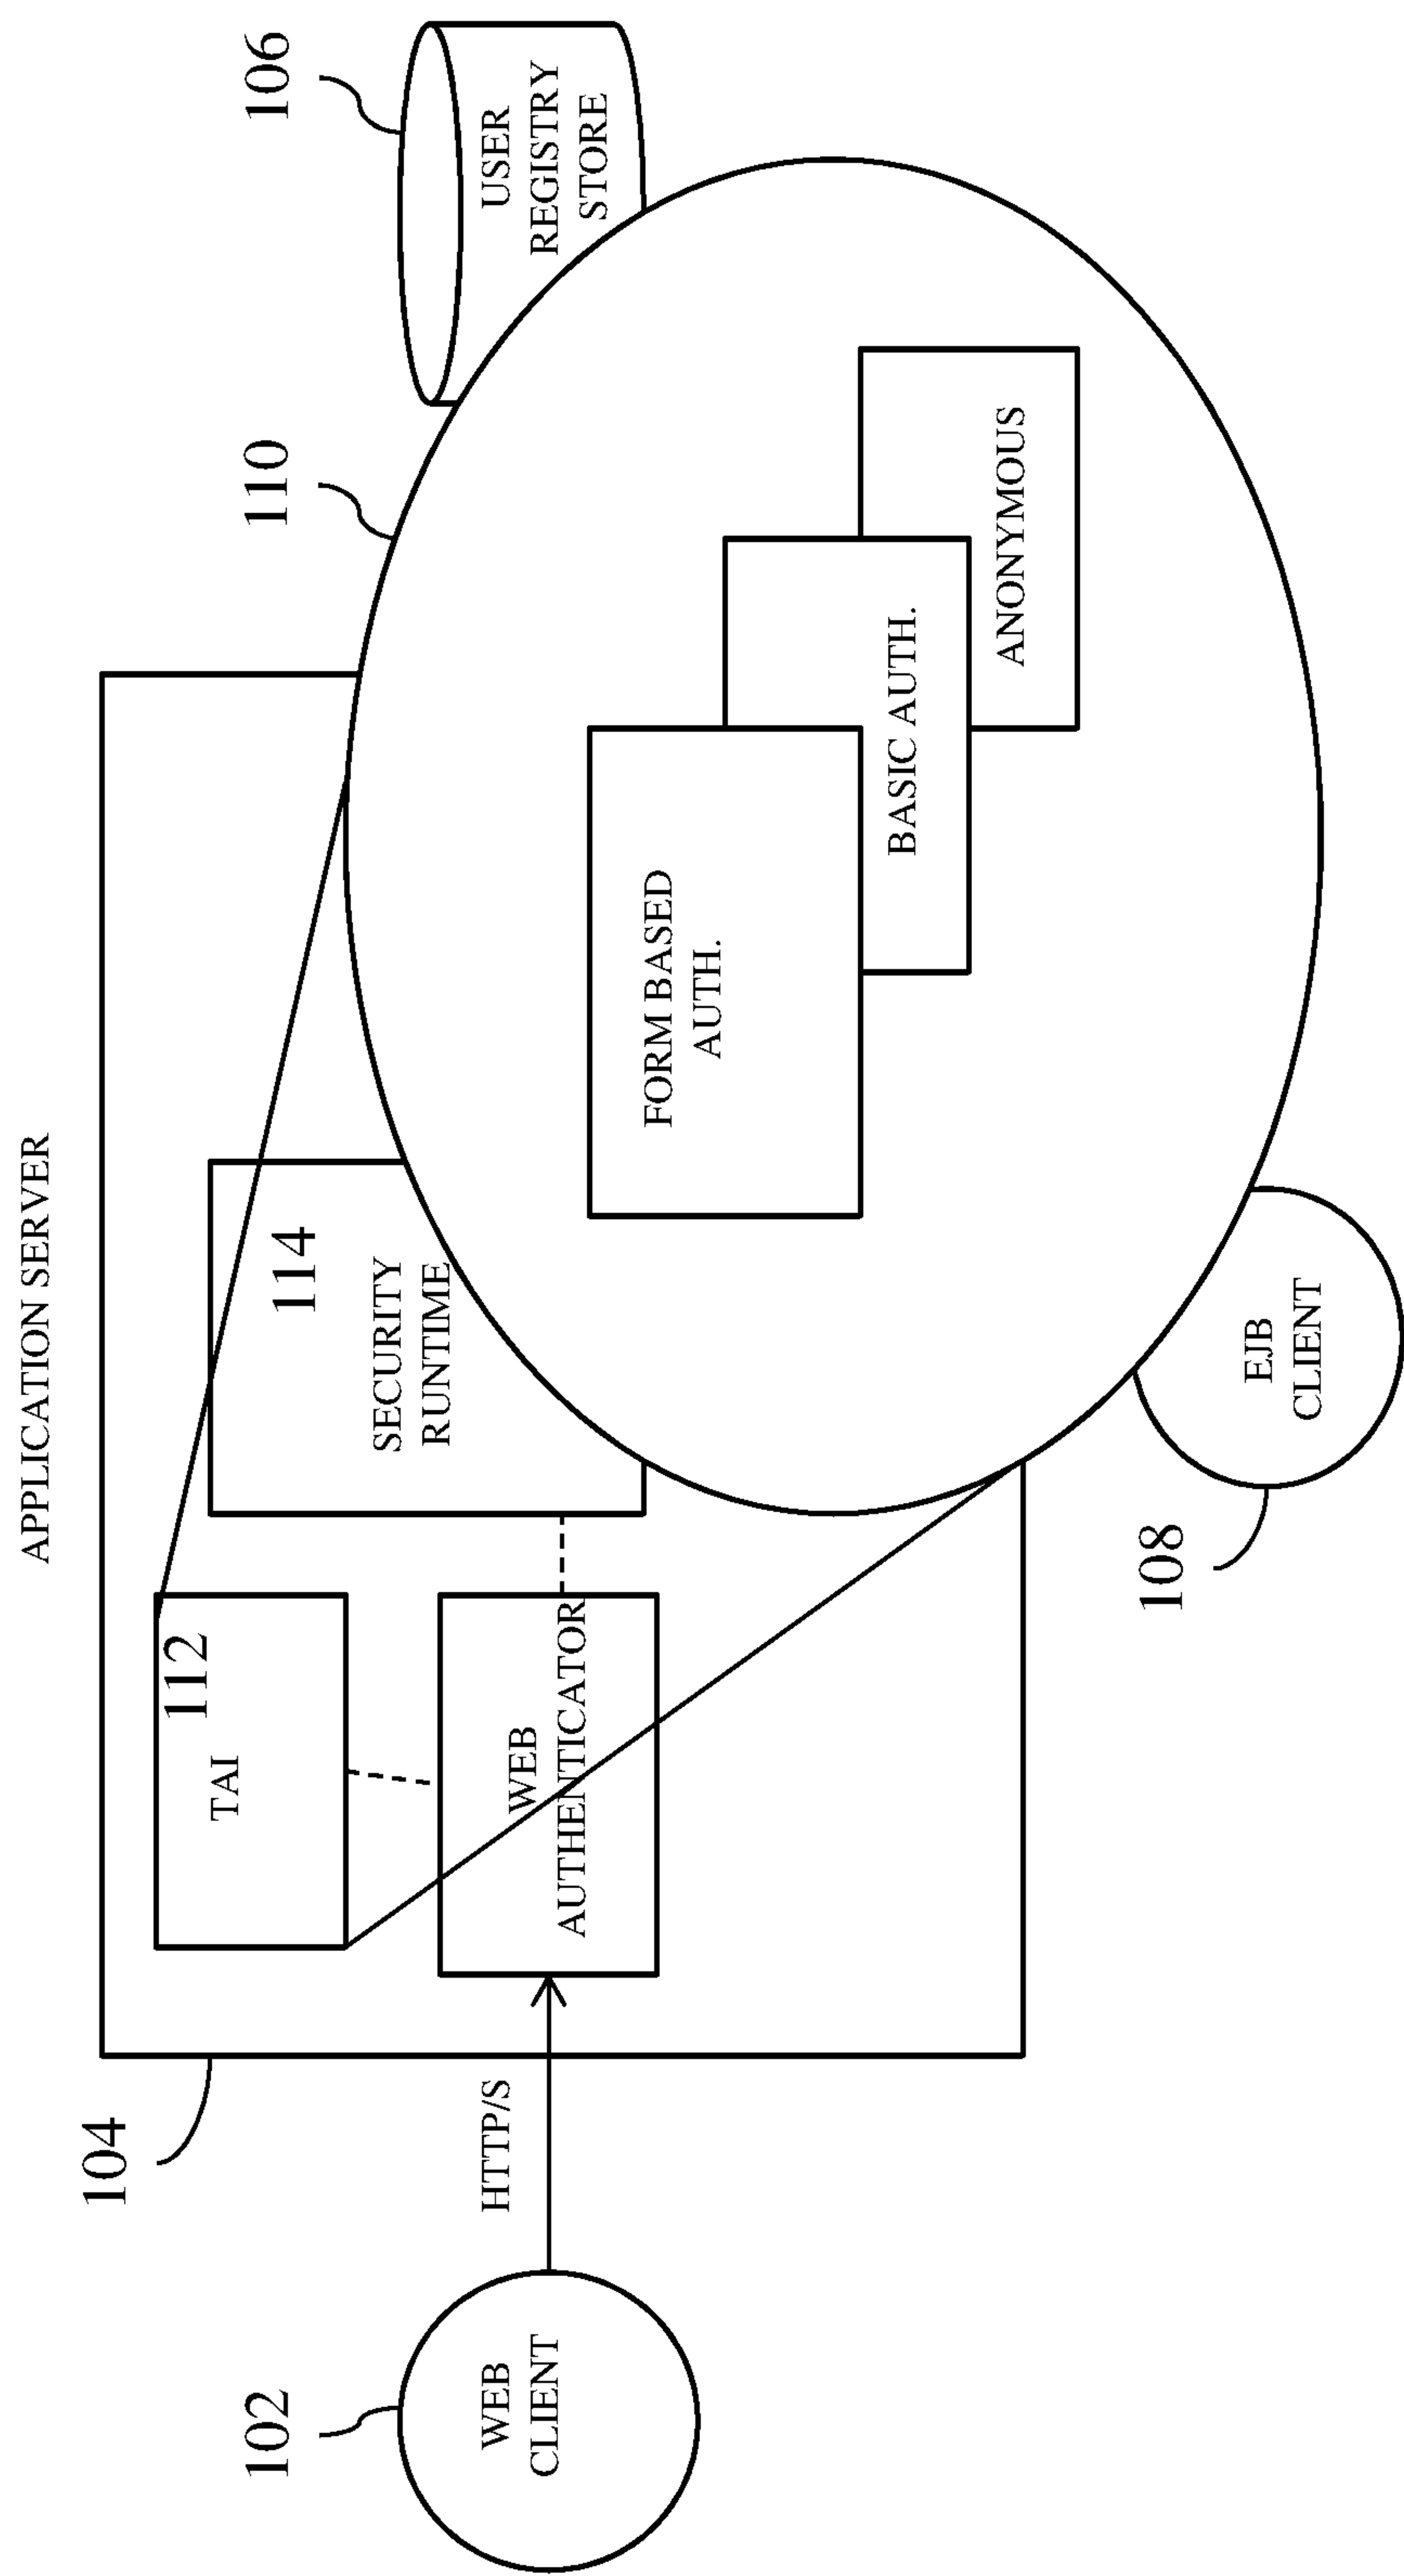 APPLICATION SERVER
104
TAI
112
114
SECURITY
RUNTIME
WEB
AUTHENTICATOR
HTTP/S
102
WEB
CLIENT
110
106
USER
REGISTRY
STORE
FORM BASED
AUTH.
BASIC AUTH.
ANONYMOUS
108
EJB
CLIENT